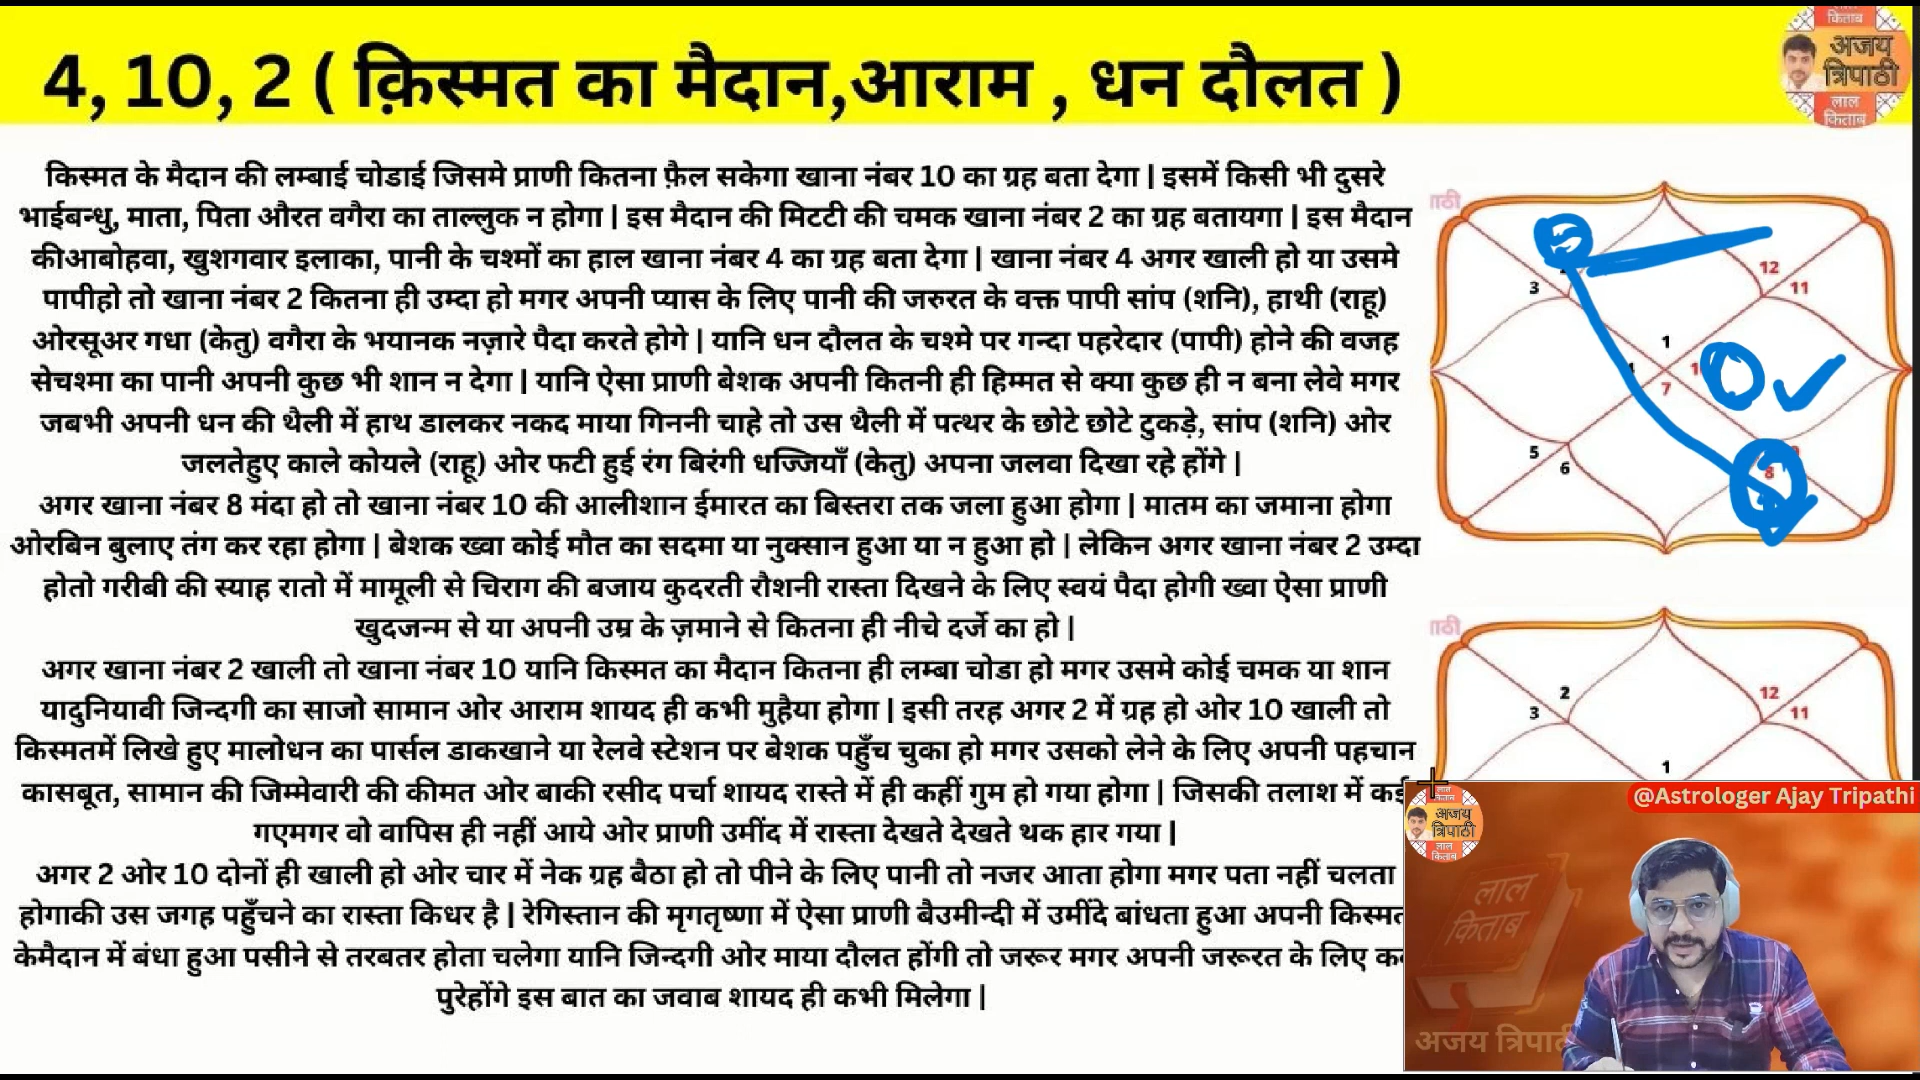 4, 10, 2 ( क़िस्मत का मैदान,आराम , धन दौलत )
अजय
त्रिपाठी
लाल
किताब
किस्मत के मैदान की लम्बाई चोडाई जिसमे प्राणी कितना फ़ैल सकेगा खाना नंबर 10 का ग्रह बता देगा | इसमें किसी भी दुसरे
भाईबन्धु, माता, पिता औरत वगैरा का ताल्लुक न होगा | इस मैदान की मिटटी की चमक खाना नंबर 2 का ग्रह बतायगा | इस मैदान
कीआबोहवा, खुशगवार इलाका, पानी के चश्मों का हाल खाना नंबर 4 का ग्रह बता देगा | खाना नंबर 4 अगर खाली हो या उसमे
पापीहो तो खाना नंबर 2 कितना ही उम्दा हो मगर अपनी प्यास के लिए पानी की जरुरत के वक्त पापी सांप (शनि), हाथी (राहू)
ओरसूअर गधा (केतु) वगैरा के भयानक नज़ारे पैदा करते होगे | यानि धन दौलत के चश्मे पर गन्दा पहरेदार (पापी) होने की वजह
सेचश्मा का पानी अपनी कुछ भी शान न देगा | यानि ऐसा प्राणी बेशक अपनी कितनी ही हिम्मत से क्या कुछ ही न बना लेवे मगर
जबभी अपनी धन की थैली में हाथ डालकर नकद माया गिननी चाहे तो उस थैली में पत्थर के छोटे छोटे टुकड़े, सांप (शनि) ओर
जलतेहुए काले कोयले (राहू) ओर फटी हुई रंग बिरंगी धज्जियाँ (केतु) अपना जलवा दिखा रहे होंगे |
अगर खाना नंबर 8 मंदा हो तो खाना नंबर 10 की आलीशान ईमारत का बिस्तरा तक जला हुआ होगा | मातम का जमाना होगा
ओरबिन बुलाए तंग कर रहा होगा | बेशक ख्वा कोई मौत का सदमा या नुक्सान हुआ या न हुआ हो | लेकिन अगर खाना नंबर 2 उम्दा
होतो गरीबी की स्याह रातो में मामूली से चिराग की बजाय कुदरती रौशनी रास्ता दिखने के लिए स्वयं पैदा होगी ख्वा ऐसा प्राणी
खुदजन्म से या अपनी उम्र के ज़माने से कितना ही नीचे दर्जे का हो |
अगर खाना नंबर 2 खाली तो खाना नंबर 10 यानि किस्मत का मैदान कितना ही लम्बा चोडा हो मगर उसमे कोई चमक या शान
यादुनियावी जिन्दगी का साजो सामान ओर आराम शायद ही कभी मुहैया होगा | इसी तरह अगर 2 में ग्रह हो ओर 10 खाली तो
किस्मतमें लिखे हुए मालोधन का पार्सल डाकखाने या रेलवे स्टेशन पर बेशक पहुँच चुका हो मगर उसको लेने के लिए अपनी पहचान
कासबूत, सामान की जिम्मेवारी की कीमत ओर बाकी रसीद पर्चा शायद रास्ते में ही कहीं गुम हो गया होगा | जिसकी तलाश में कई
गएमगर वो वापिस ही नहीं आये ओर प्राणी उमींद में रास्ता देखते देखते थक हार गया |
अगर 2 ओर 10 दोनों ही खाली हो ओर चार में नेक ग्रह बैठा हो तो पीने के लिए पानी तो नजर आता होगा मगर पता नहीं चलता
होगाकी उस जगह पहुँचने का रास्ता किधर है | रेगिस्तान की मृगतृष्णा में ऐसा प्राणी बैउमीन्दी में उमींदे बांधता हुआ अपनी किस्मत
केमैदान में बंधा हुआ पसीने से तरबतर होता चलेगा यानि जिन्दगी ओर माया दौलत होंगी तो जरूर मगर अपनी जरूरत के लिए
पुरेहोंगे इस बात का जवाब शायद ही कभी मिलेगा |
12
3 11
1
7
5
6
8
2 12
3 11
1
@Astrologer Ajay Tripathi
अजय
त्रिपाठी
लाल
किताब
लाल
किताब
अजय